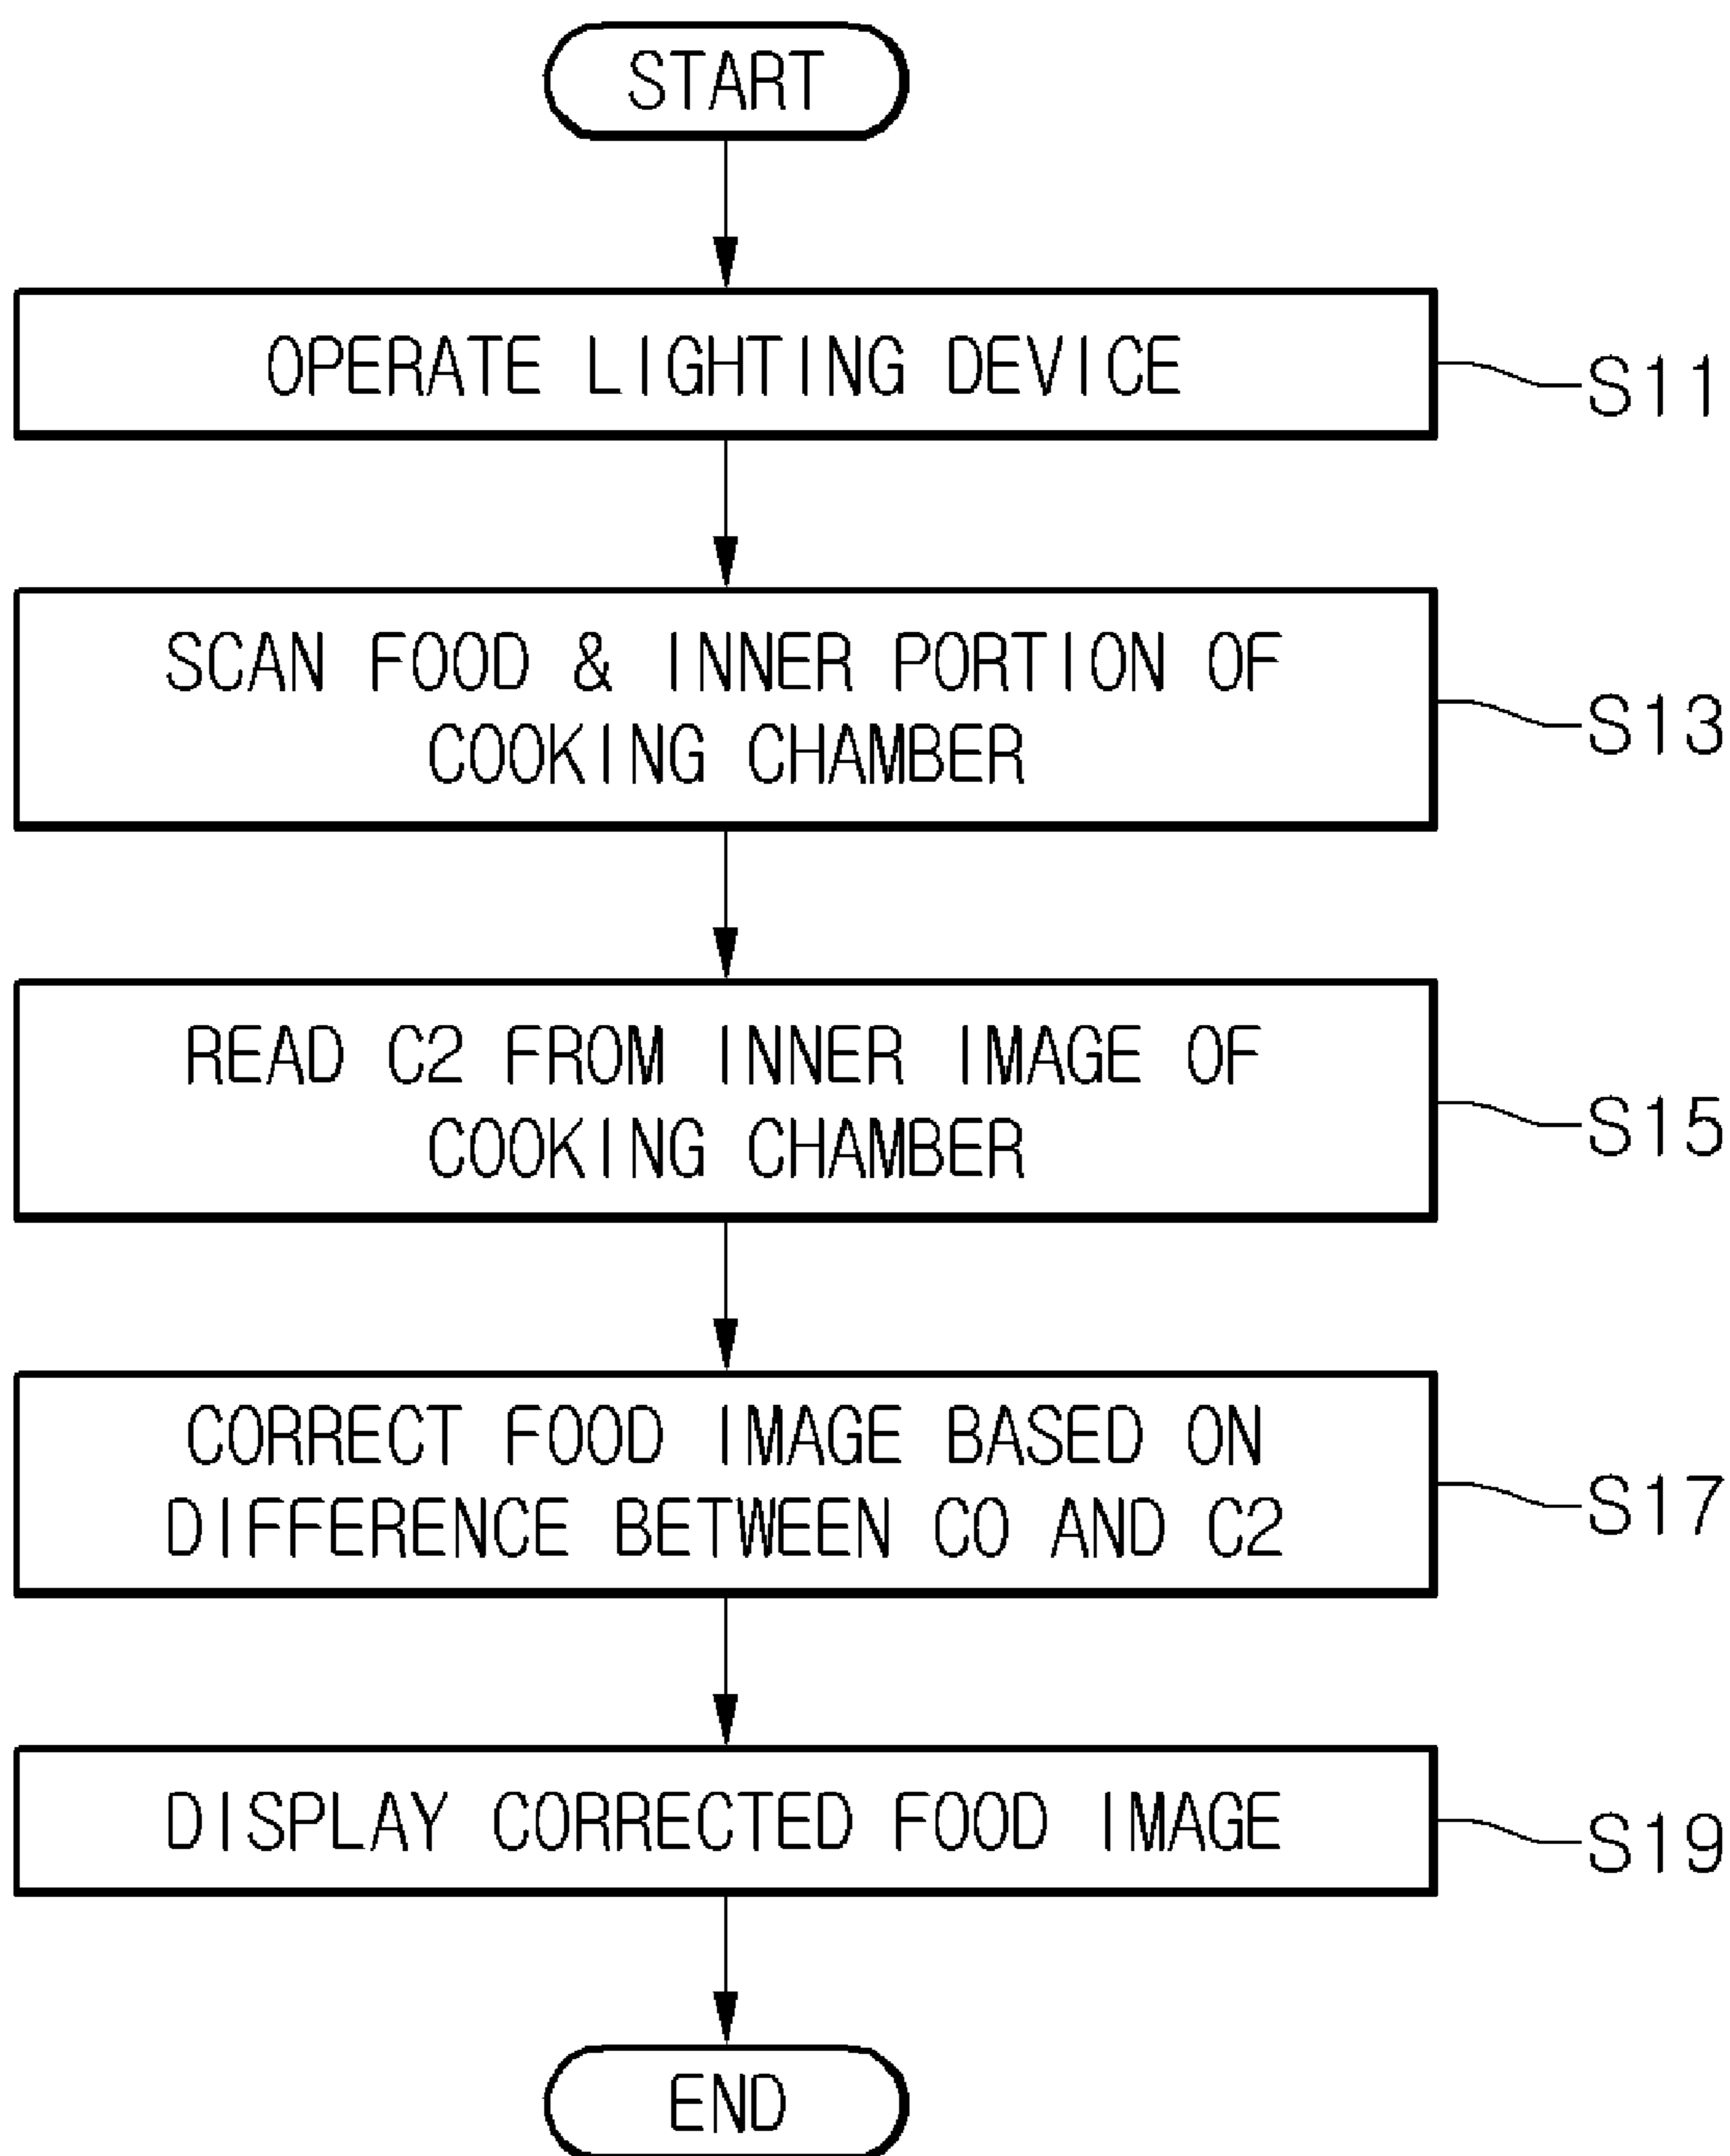 START
OPERATE LIGHTING DEVICE
S11
SCAN FOOD & INNER PORTION OF
COOKING CHAMBER
S13
READ C2 FROM INNER IMAGE OF
COOKING CHAMBER
S15
CORRECT FOOD IMAGE BASED ON
DIFFERENCE BETWEEN C0 AND C2
S17
DISPLAY CORRECTED FOOD IMAGE
S19
END